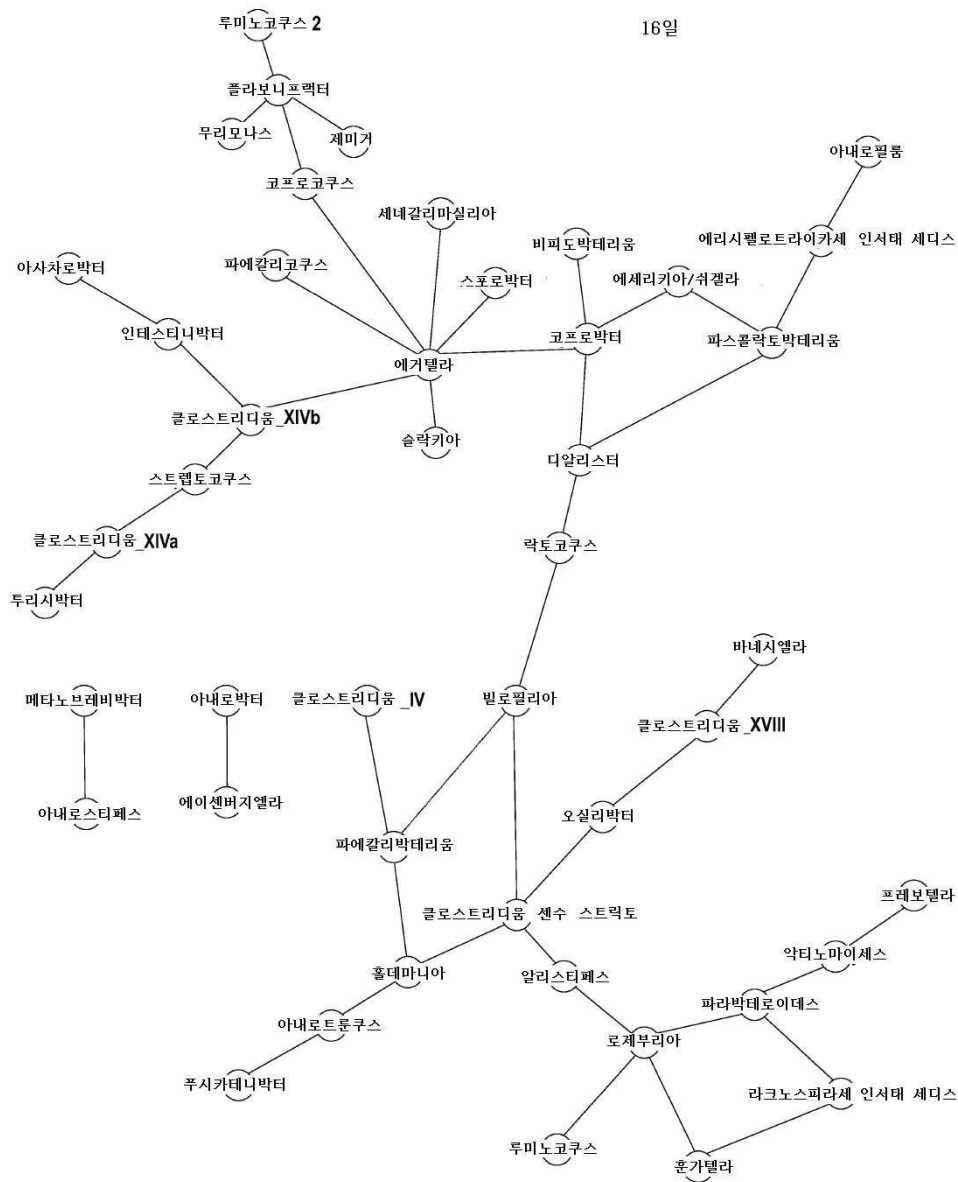 루미노코쿠스 2
16일
플라보니프랙터
무리모나스
제미거
아내로필룸
코프로코쿠스
세네갈리마실리아
비피도박테리움
에리시펠로트라이카세 인서태 세디스
아사차로박터
파에칼리코쿠스
스포로박터
에세리키아/쉬겔라
인테스티니박터
코프로박터
파스콜락토박테리움
에거텔라
클로스트리디움_XIVb
슬락키아
디알리스터
스트렙토코쿠스
클로스트리디움_XIVa
락토코쿠스
투리시박터
바네시엘라
메타노브레비박터
아내로박터
클로스트리디움 _IV
빌로필리아
클로스트리디움_XVIII
아내로스티페스
에이센버지엘라
오실리박터
파에칼리박테리움
프레보텔라
클로스트리디움 센수 스트릭토
악티노마이세스
홀데마니아
알리스티페스
파라박테로이데스
아내로트룬쿠스
로제부리아
푸시카테니박터
라크노스피라세 인서태 세디스
루미노코쿠스
훈가텔라